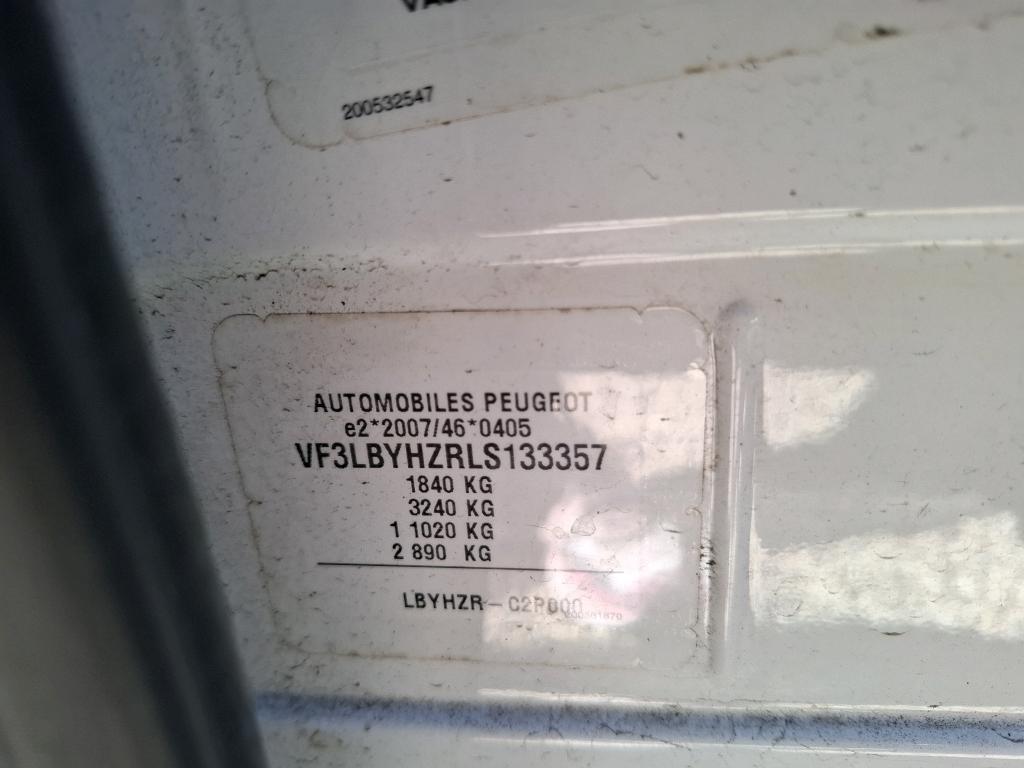 200532547
AUTOMOBILES PEUGEOT
e2*2007/46*0405
VF3LBYHZRLS133357
1840 KG
3240 KG
1 1020 KG
2 890 KG
LBYHZR - C2P000